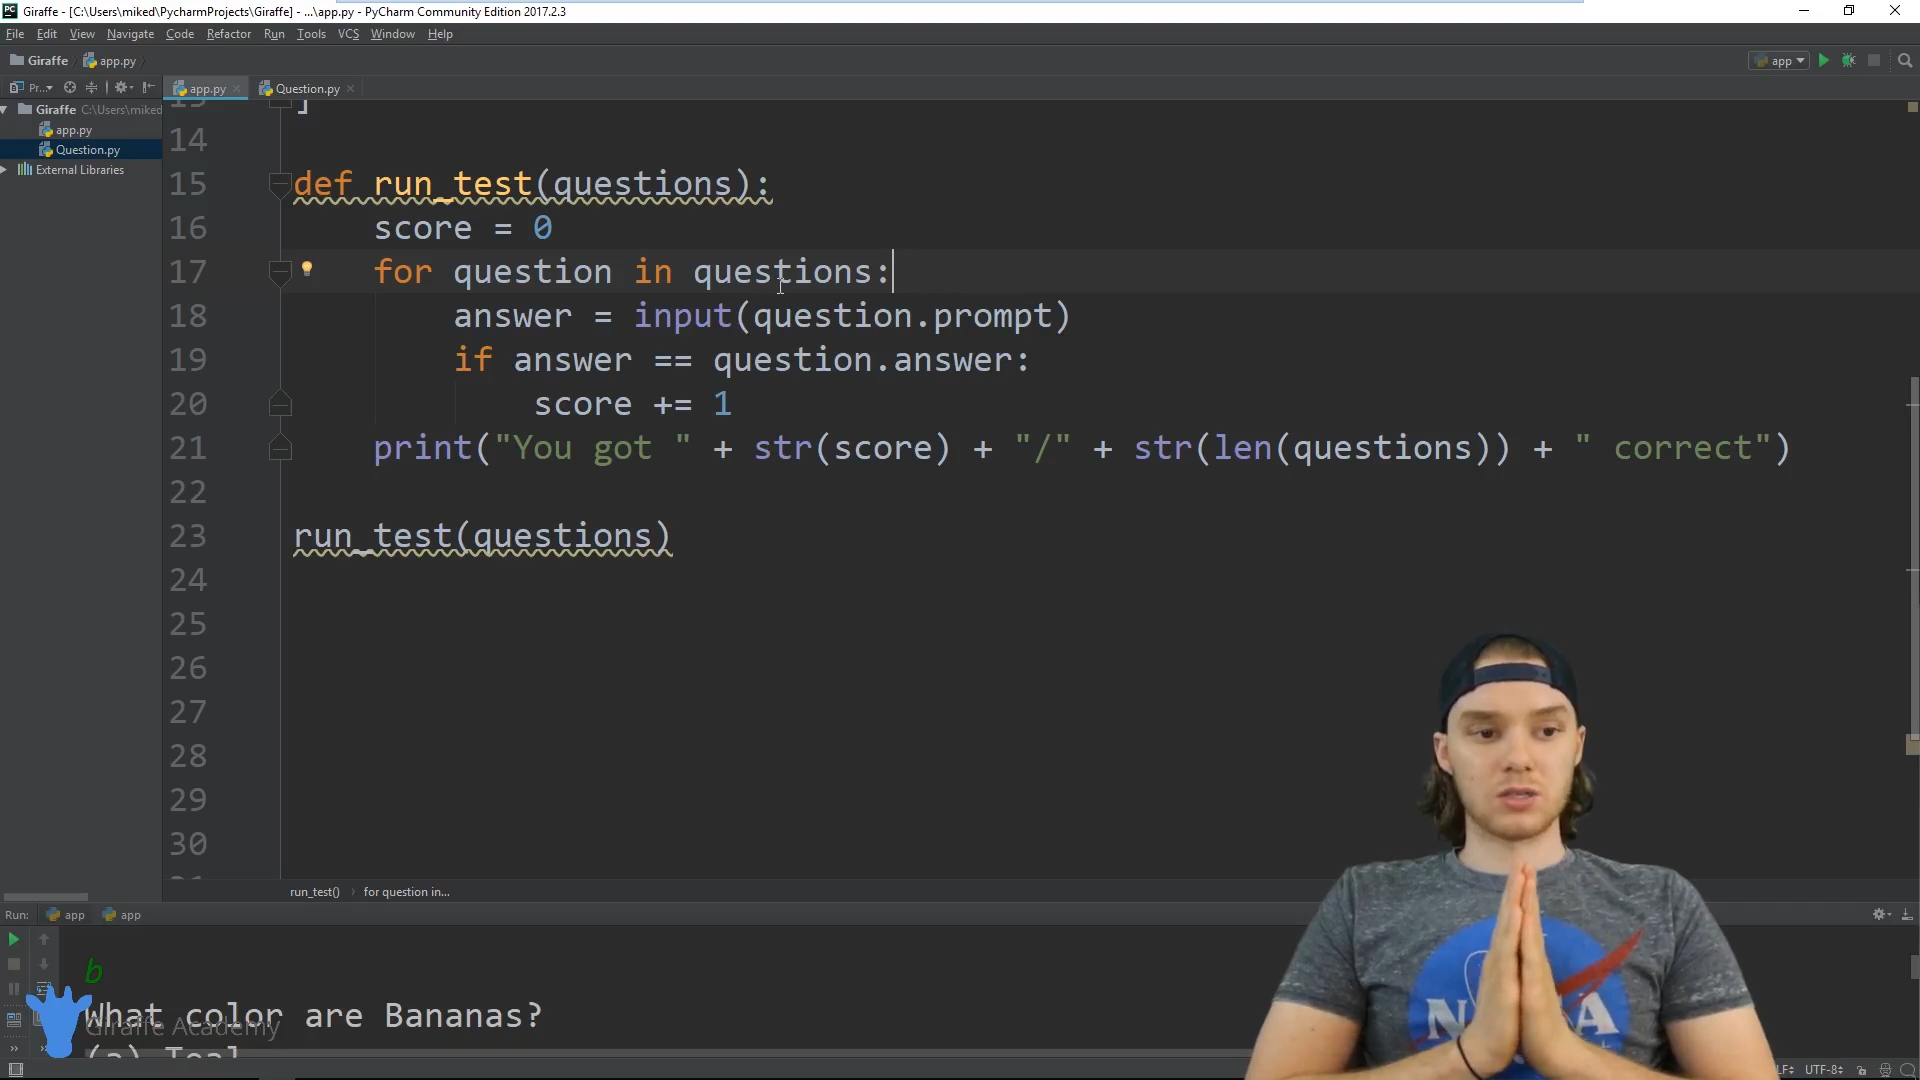 Giraffe - [C:\Users\miked\PycharmProjects\Giraffe] - ...\app.py - PyCharm Community Edition 2017.2.3
File Edit View Navigate Code Refactor Run Tools VCS Window Help
Giraffe app.py app
Pr... app.py Question.py
Giraffe C:\Users\miked
app.py
Question.py
External Libraries
]
14
15 def run_test(questions):
16 score = 0
17 for question in questions:
18 answer = input(question.prompt)
19 if answer == question.answer:
20 score += 1
21 print("You got " + str(score) + "/" + str(len(questions)) + " correct")
22
23 run_test(questions)
24
25
26
27
28
29
30
run_test() for question in...
Run: app app
b
What color are Bananas?
Giraffe Academy
UTF-8